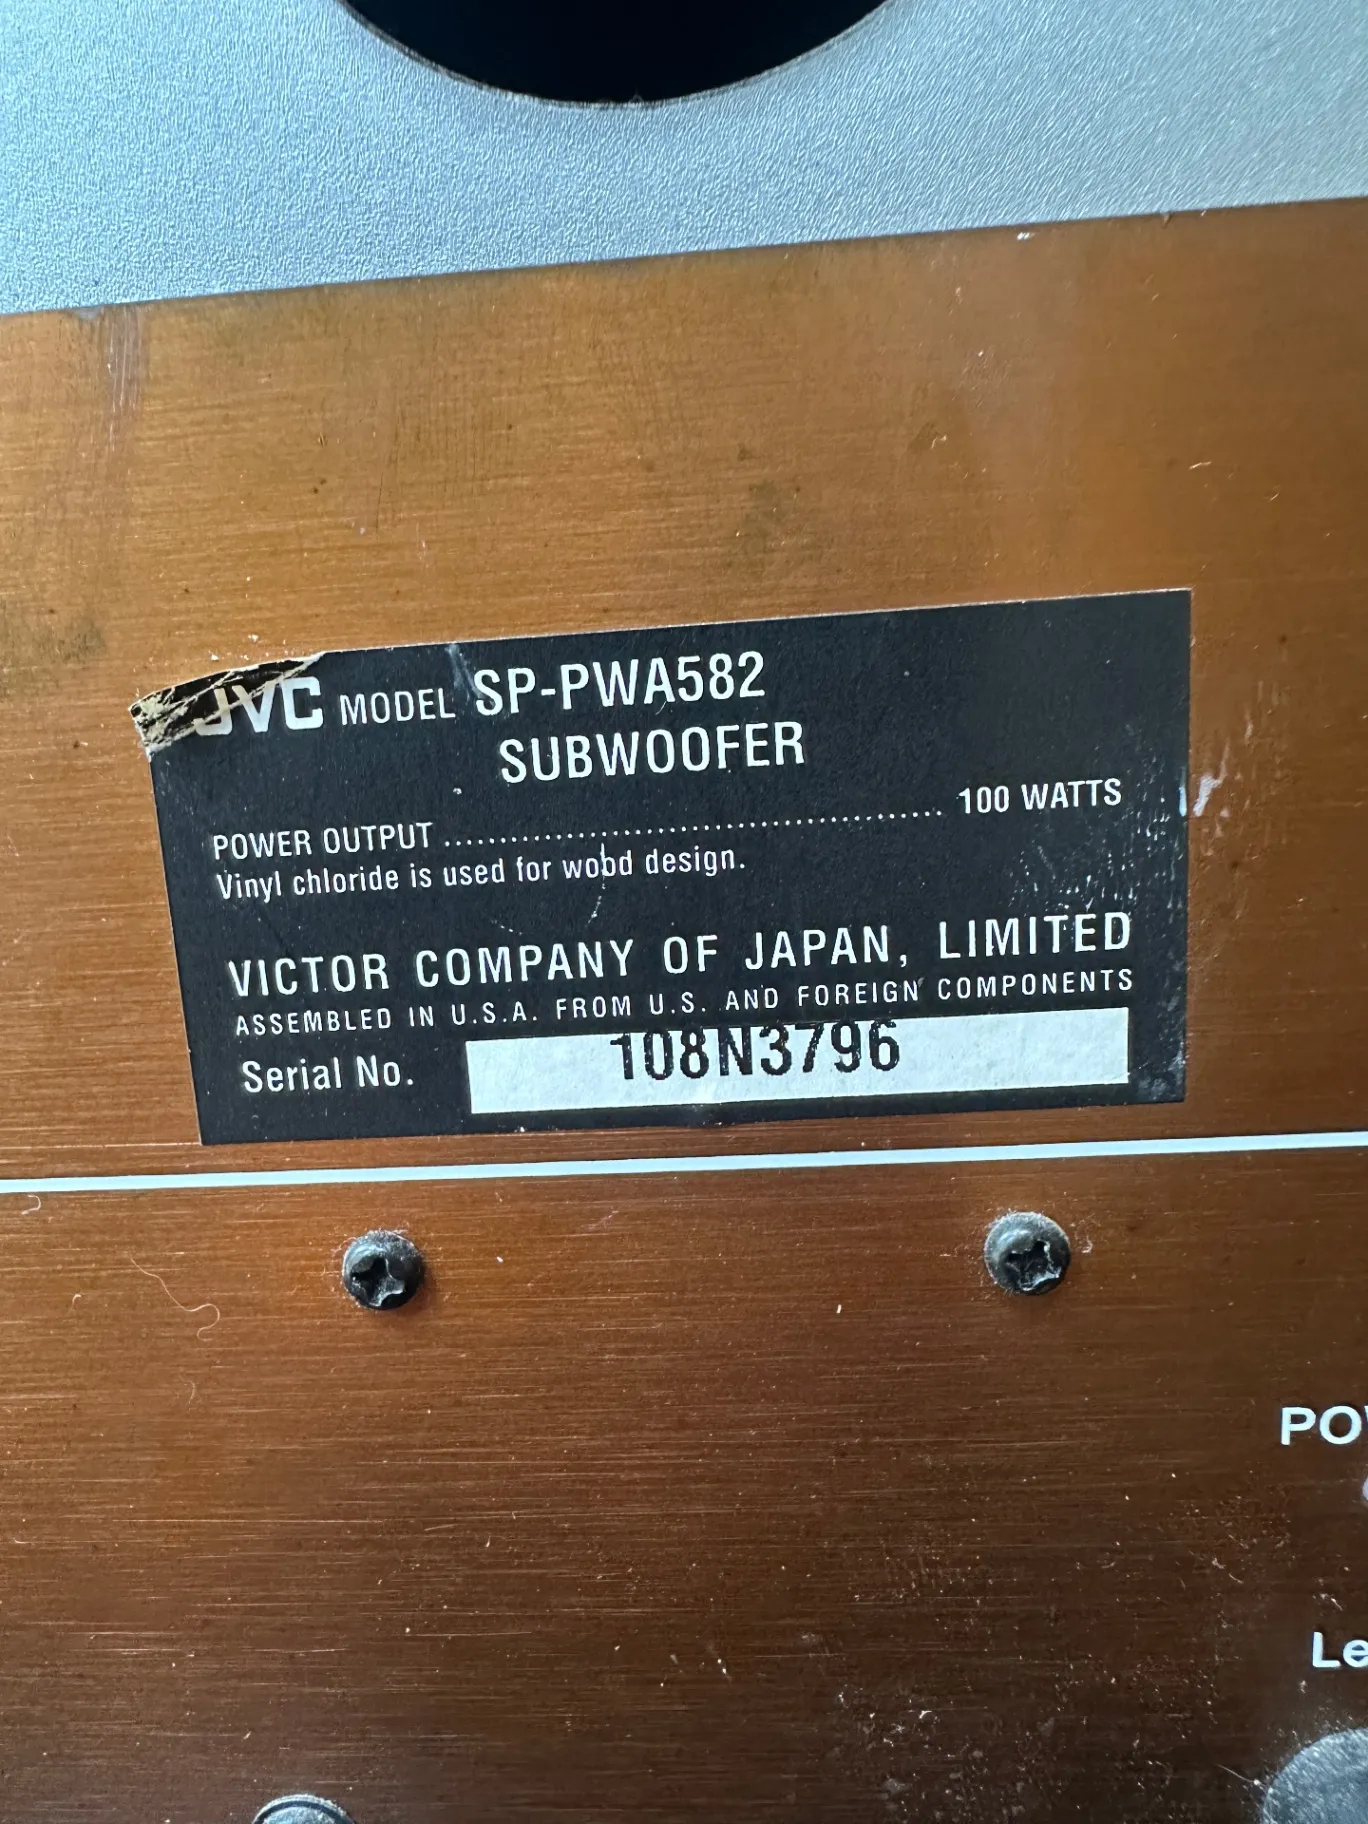 JVC MODEL SP-PWA582
SUBWOOFER
POWER OUTPUT ............................................. 100 WATTS
Vinyl chloride is used for wood design.
VICTOR COMPANY OF JAPAN, LIMITED
ASSEMBLED IN U.S.A. FROM U.S. AND FOREIGN COMPONENTS
Serial No. 108N3796